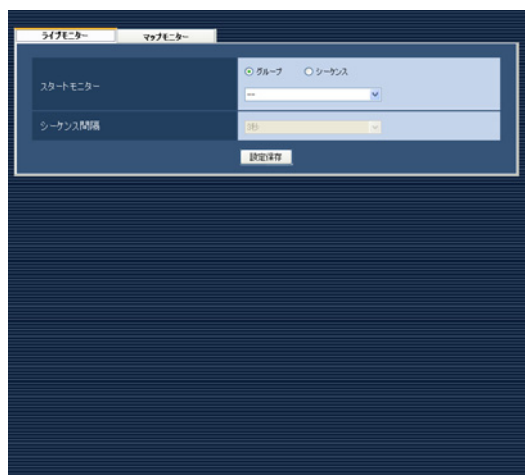 ライブモニター
マップモニター
スタートモニター
グループ
シーケンス
---
シーケンス間隔
3秒
設定保存